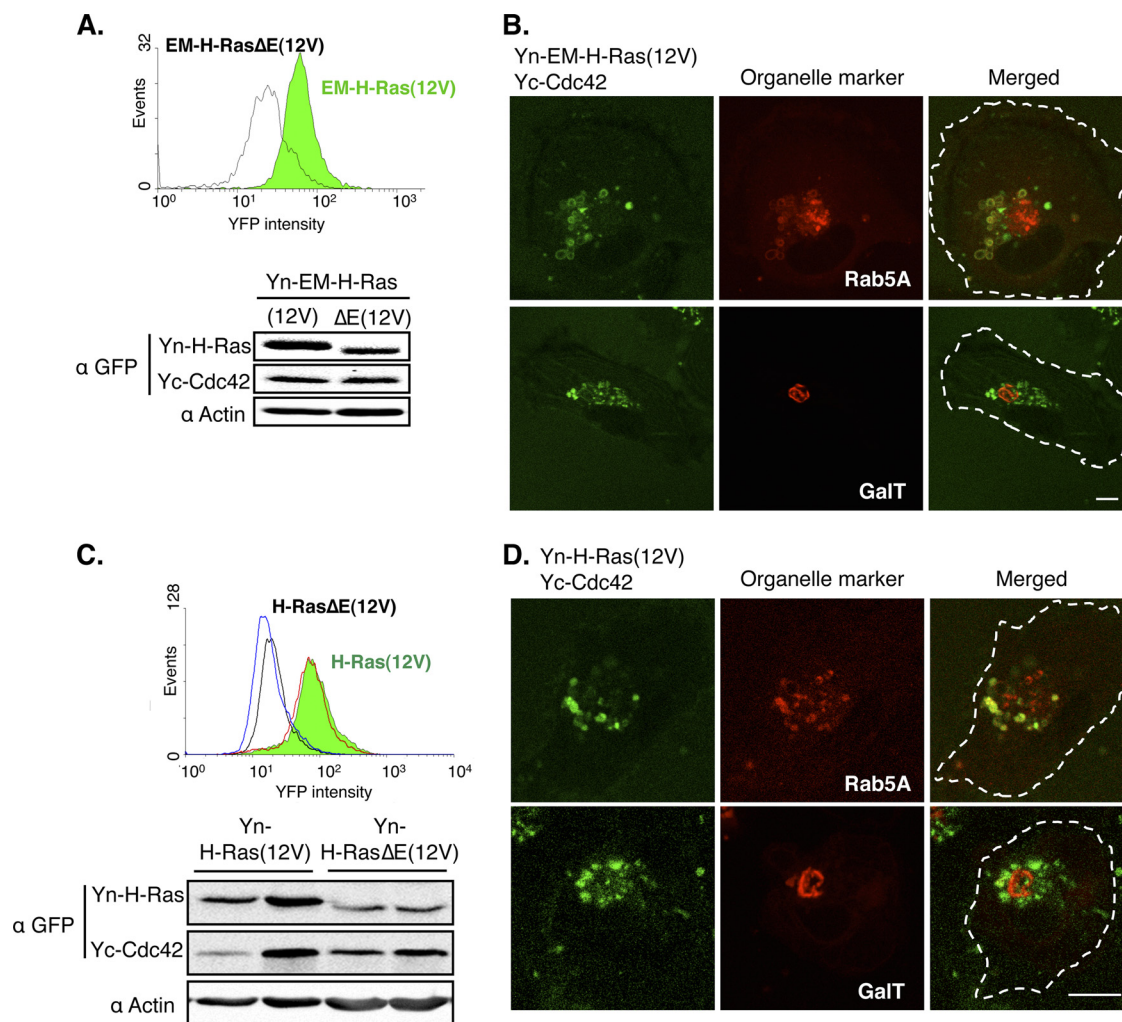 A.
32
EM-H-RasΔE(12V)
EM-H-Ras(12V)
Events
0
10⁰ 10¹ 10² 10³
YFP intensity
Yn-EM-H-Ras
(12V) ΔE(12V)
α GFP
Yn-H-Ras
Yc-Cdc42
α Actin
B.
Yn-EM-H-Ras(12V)
Yc-Cdc42
Organelle marker
Merged
Rab5A
GalT
C.
128
H-RasΔE(12V)
H-Ras(12V)
Events
0
10⁰ 10¹ 10² 10³ 10⁴
YFP intensity
Yn- Yn-
H-Ras(12V) H-RasΔE(12V)
α GFP
Yn-H-Ras
Yc-Cdc42
α Actin
D.
Yn-H-Ras(12V)
Yc-Cdc42
Organelle marker
Merged
Rab5A
GalT